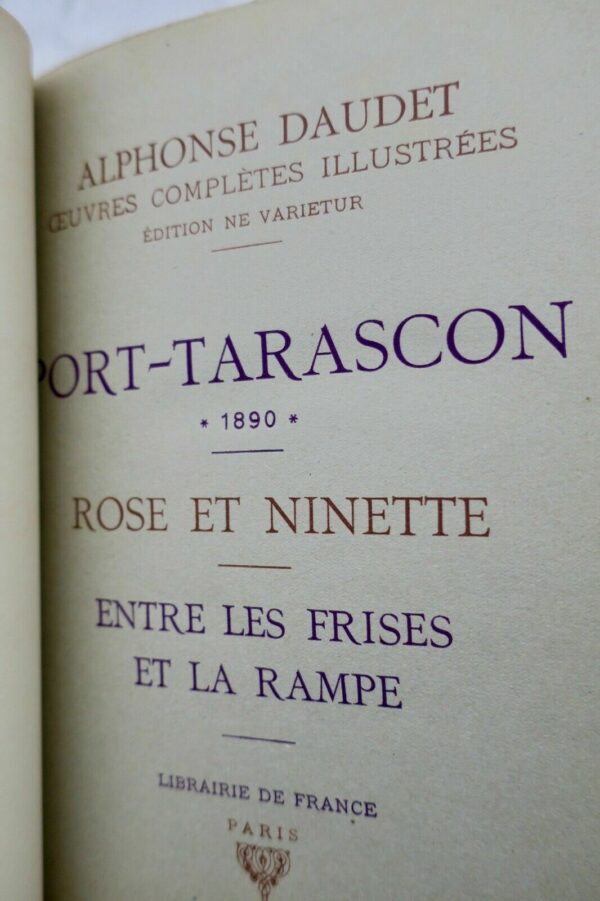 ALPHONSE DAUDET
ŒUVRES COMPLÈTES ILLUSTRÉES
ÉDITION NE VARIETUR
PORT-TARASCON
* 1890 *
ROSE ET NINETTE
ENTRE LES FRISES
ET LA RAMPE
LIBRAIRIE DE FRANCE
PARIS